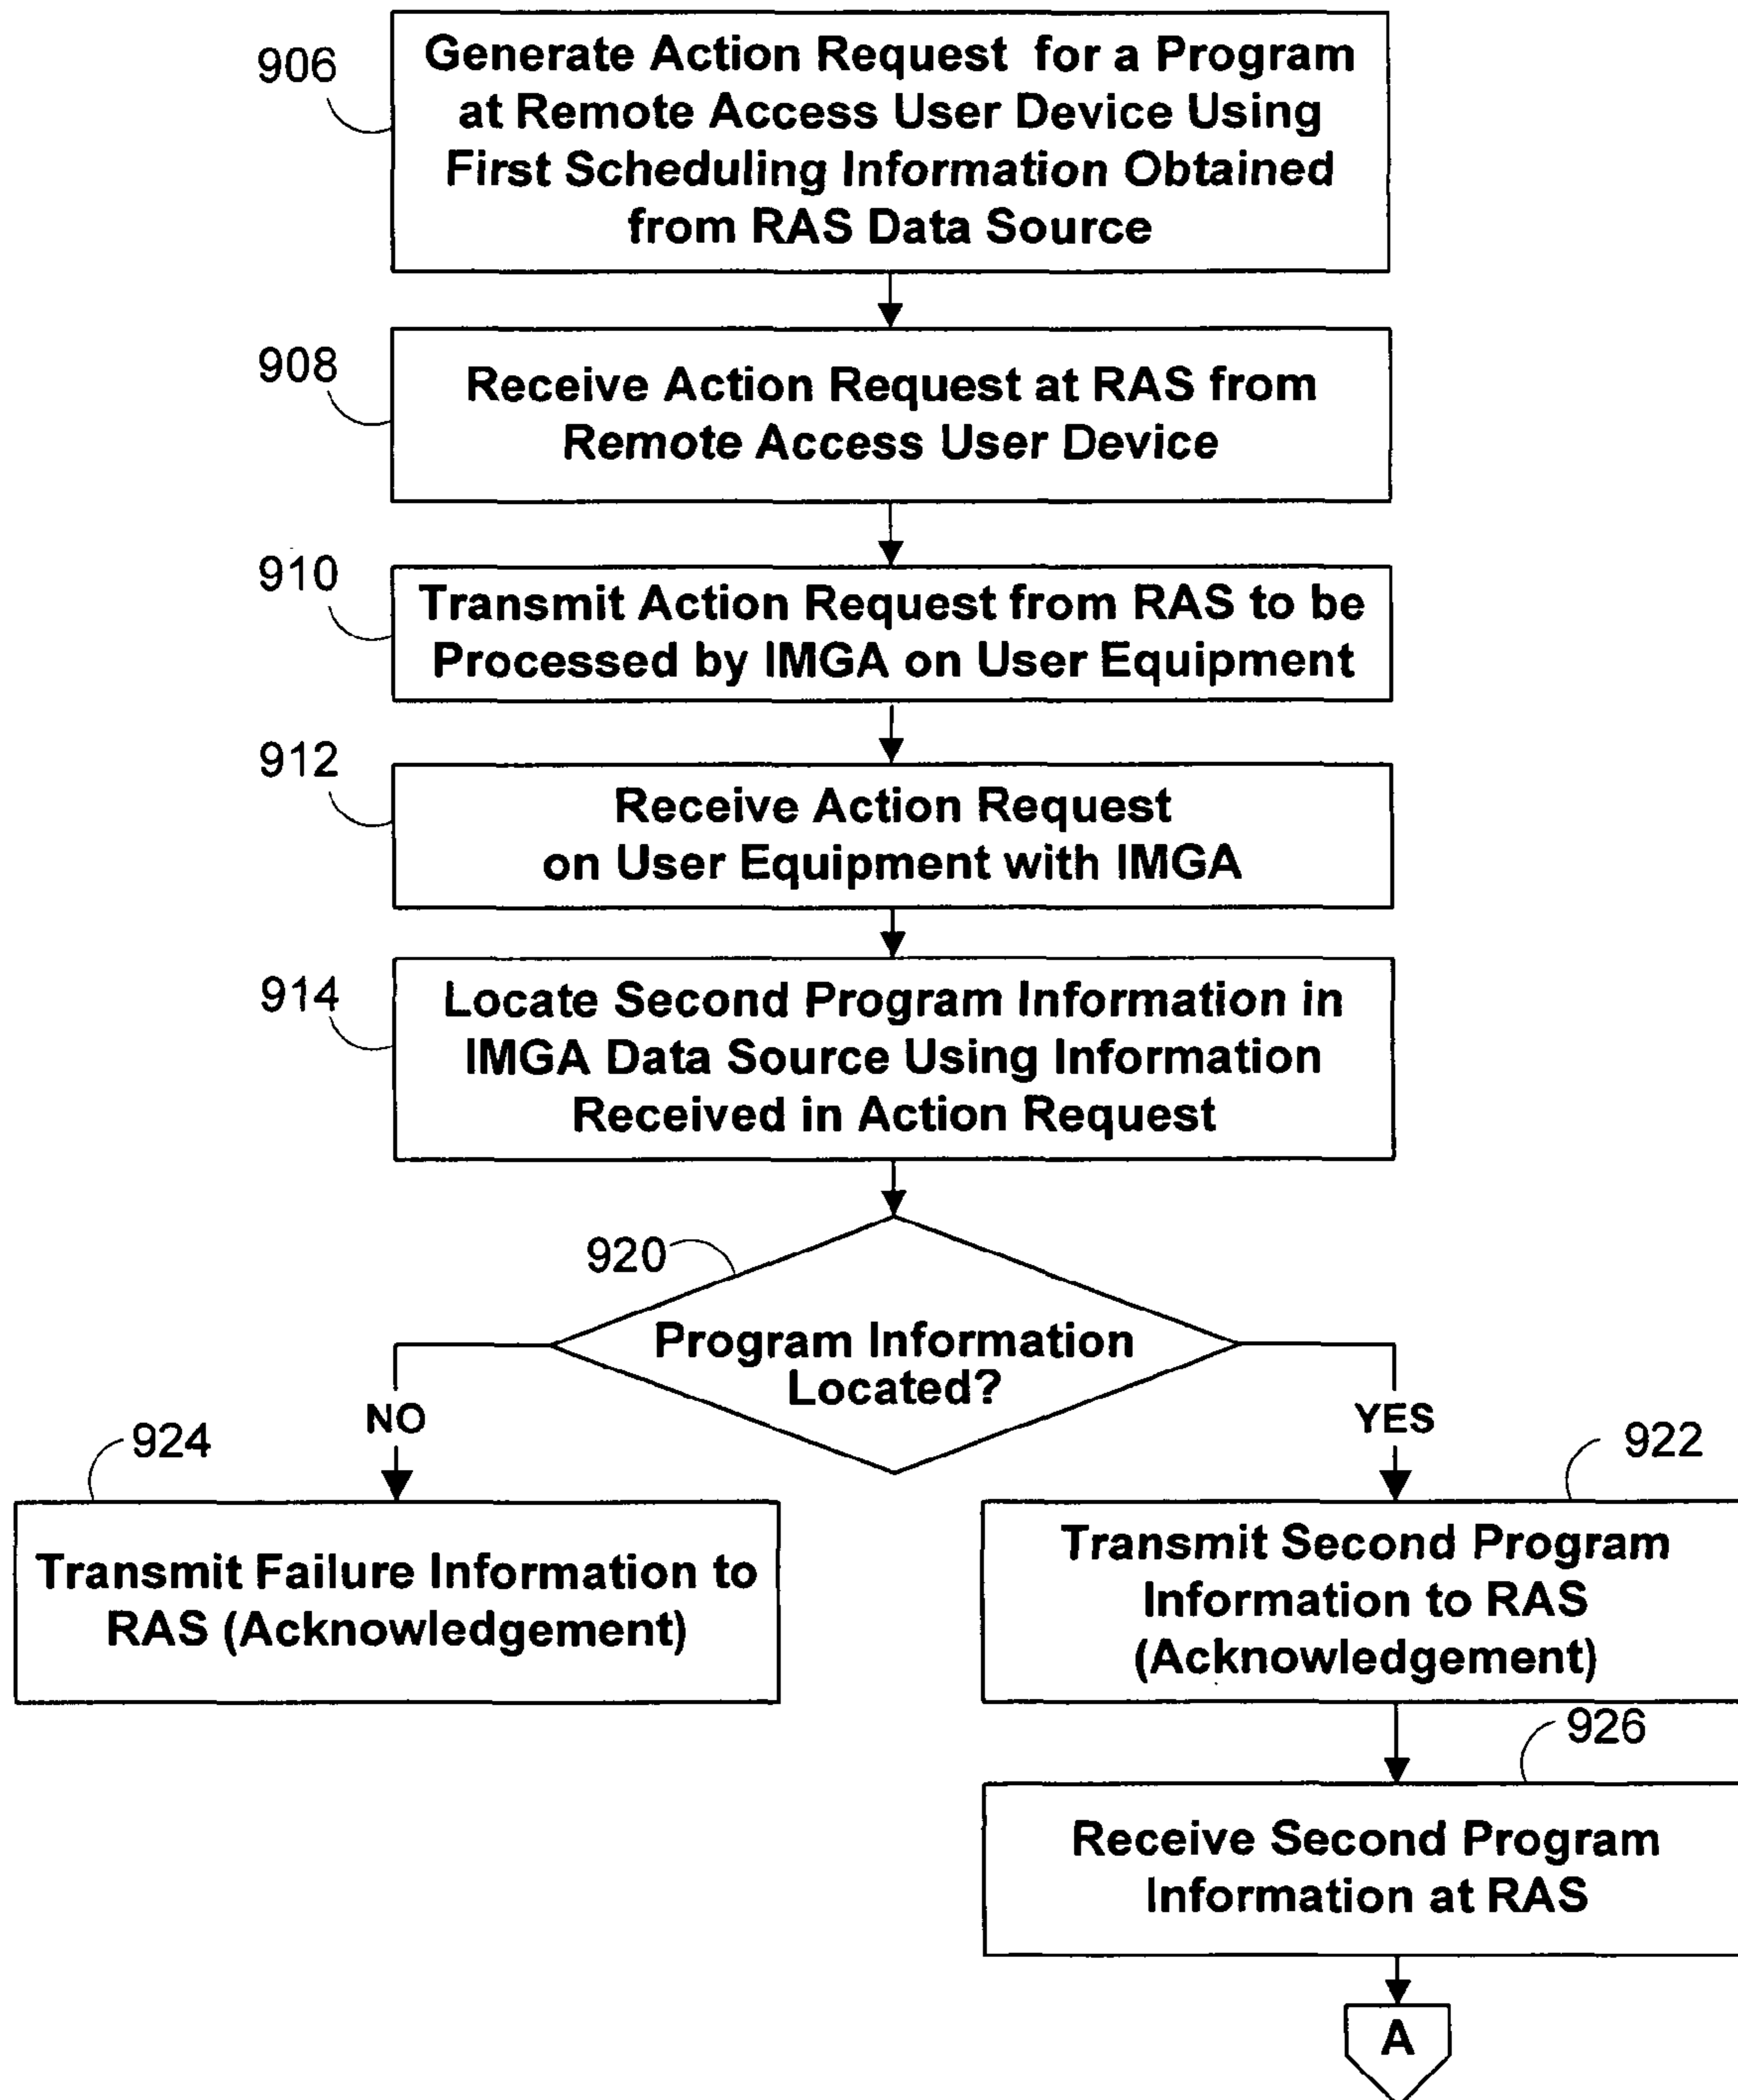 906
Generate Action Request for a Program
at Remote Access User Device Using
First Scheduling Information Obtained
from RAS Data Source
908
Receive Action Request at RAS from
Remote Access User Device
910
Transmit Action Request from RAS to be
Processed by IMGA on User Equipment
912
Receive Action Request
on User Equipment with IMGA
914
Locate Second Program Information in
IMGA Data Source Using Information
Received in Action Request
920
Program Information
Located?
NO
YES
924
Transmit Failure Information to
RAS (Acknowledgement)
922
Transmit Second Program
Information to RAS
(Acknowledgement)
926
Receive Second Program
Information at RAS
A